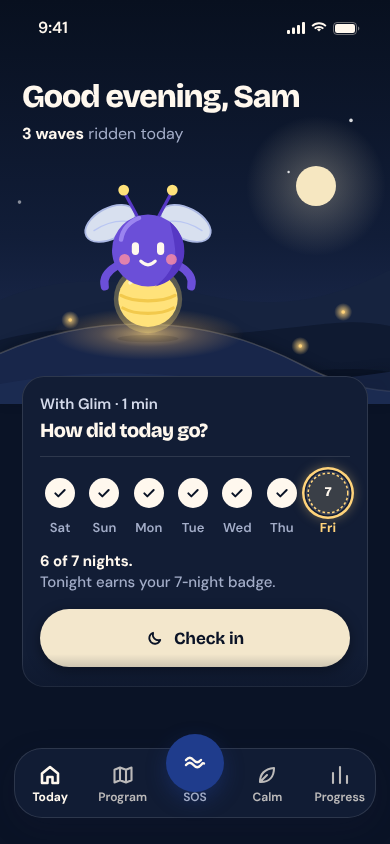 9:41
Good evening, Sam
3 waves ridden today
With Glim · 1 min
How did today go?
7
Sat Sun Mon Tue Wed Thu Fri
6 of 7 nights.
Tonight earns your 7-night badge.
Check in
Today Program SOS Calm Progress